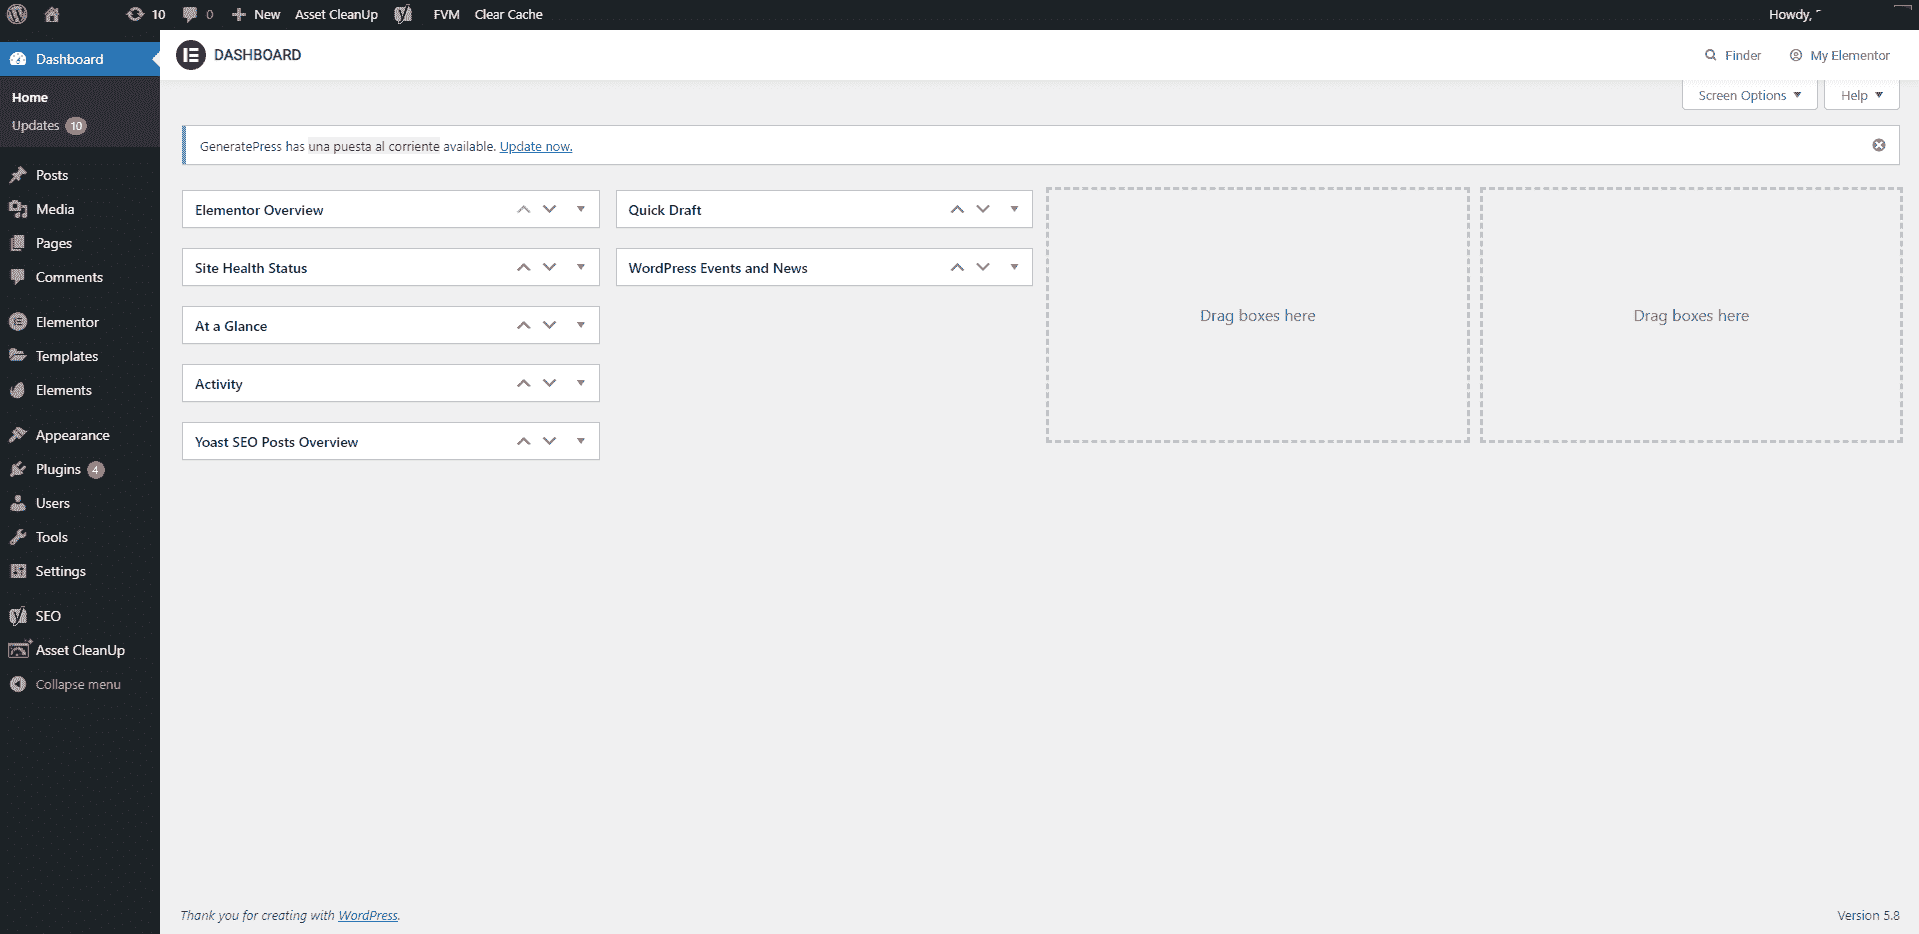 10 0 New Asset CleanUp FVM Clear Cache Howdy,
Dashboard
DASHBOARD
Finder My Elementor
Home
Updates 10
Screen Options Help
GeneratePress has una puesta al corriente available. Update now.
Posts
Media
Pages
Comments
Elementor
Templates
Elements
Appearance
Plugins 4
Users
Tools
Settings
SEO
Asset CleanUp
Collapse menu
Elementor Overview
Site Health Status
At a Glance
Activity
Yoast SEO Posts Overview
Quick Draft
WordPress Events and News
Drag boxes here
Drag boxes here
Thank you for creating with WordPress.
Version 5.8